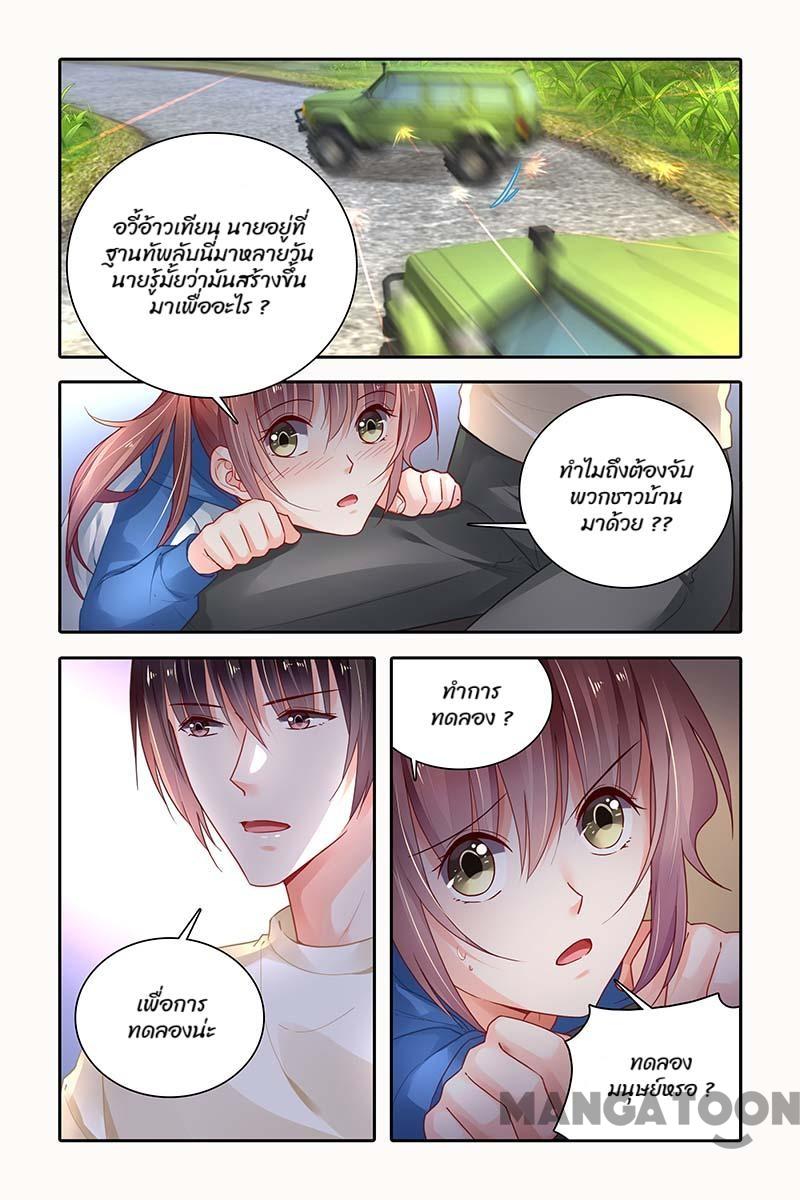 อวี้อ้าวเทียน นายอยู่ที่
ฐานทัพลับนี่มาหลายวัน
นายรู้มั้ยว่ามันสร้างขึ้น
มาเพื่ออะไร ?
ทำไมถึงต้องจับ
พวกชาวบ้าน
มาด้วย ??
เพื่อการ
ทดลองน่ะ
ทำการ
ทดลอง ?
ทดลอง
มนุษย์หรอ ?
MANGATOON